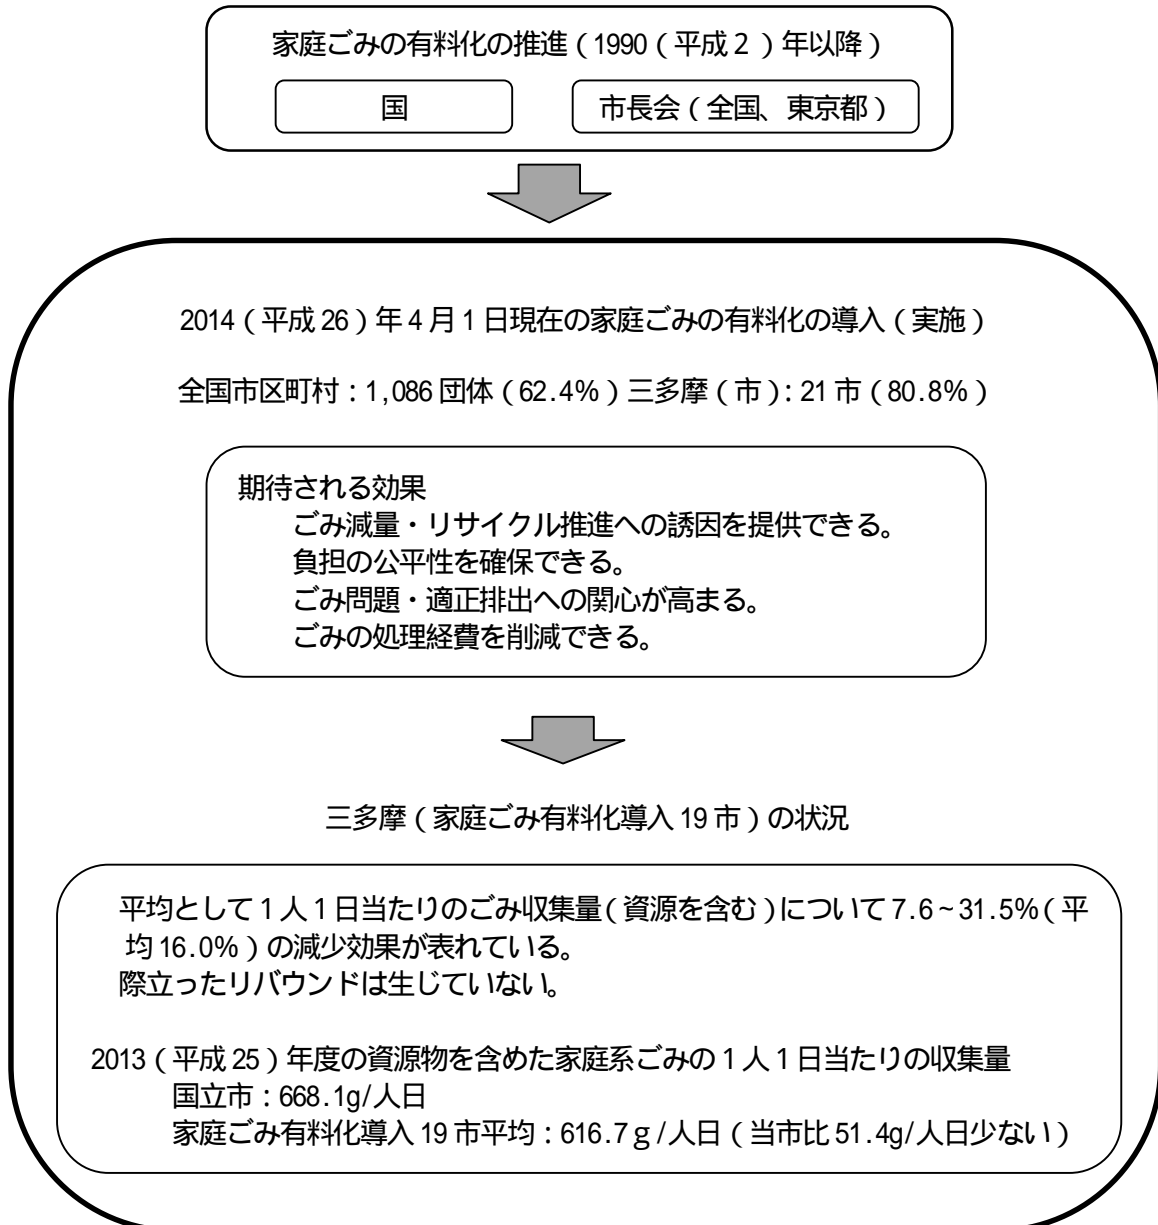 家庭ごみの有料化の推進（1990（平成２）年以降）
国
市長会（全国、東京都）
2014（平成26）年４月１日現在の家庭ごみの有料化の導入（実施）
全国市区町村：1,086団体（62.4%）三多摩（市）：21市（80.8%）
期待される効果
ごみ減量・リサイクル推進への誘因を提供できる。
負担の公平性を確保できる。
ごみ問題・適正排出への関心が高まる。
ごみの処理経費を削減できる。
三多摩（家庭ごみ有料化導入19市）の状況
平均として１人１日当たりのごみ収集量（資源を含む）について7.6～31.5%（平
均16.0%）の減少効果が表れている。
際立ったリバウンドは生じていない。
2013（平成25）年度の資源物を含めた家庭系ごみの１人１日当たりの収集量
国立市：668.1g/人日
家庭ごみ有料化導入19市平均：616.7ｇ/人日（当市比51.4g/人日少ない）